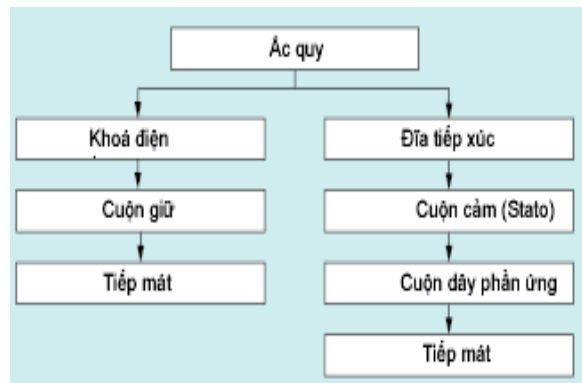 Ắc quy
Khoá điện
Đĩa tiếp xúc
Cuộn giữ
Cuộn cảm (Stato)
Tiếp mát
Cuộn dây phần ứng
Tiếp mát